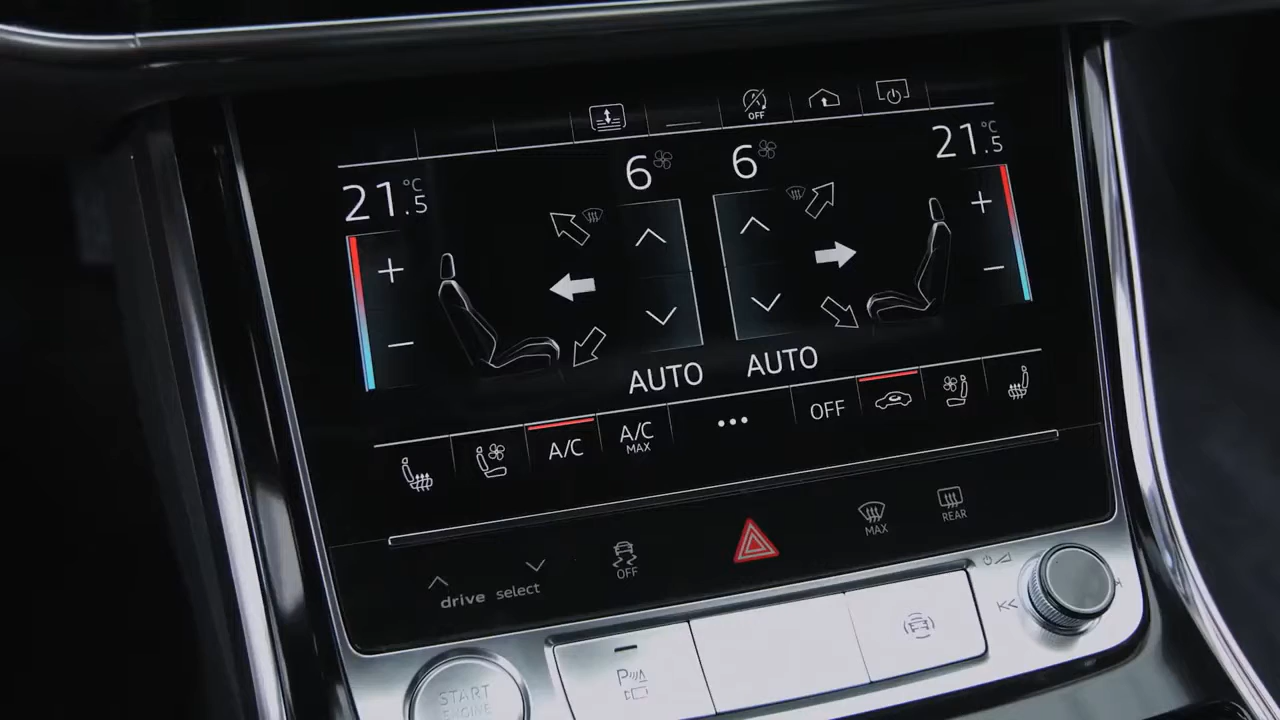 OFF
21.5 °C
6
6
21.5 °C
+
+
−
−
AUTO
AUTO
A/C
A/C MAX
•••
OFF
drive select
OFF
MAX
REAR
START
ENGINE
P